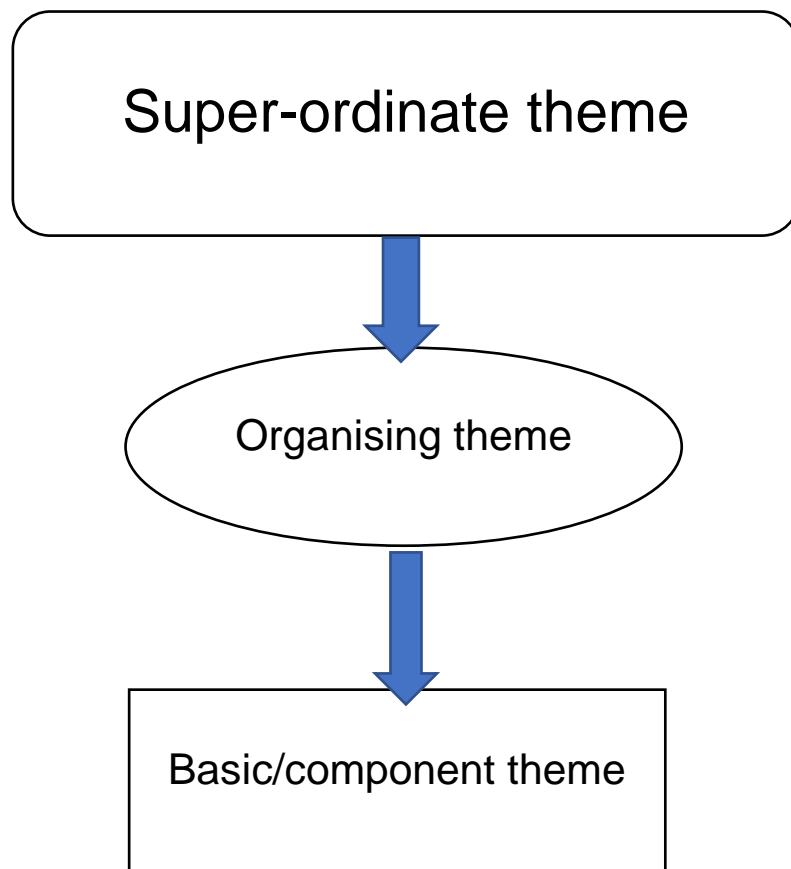 Super-ordinate theme
Organising theme
Basic/component theme